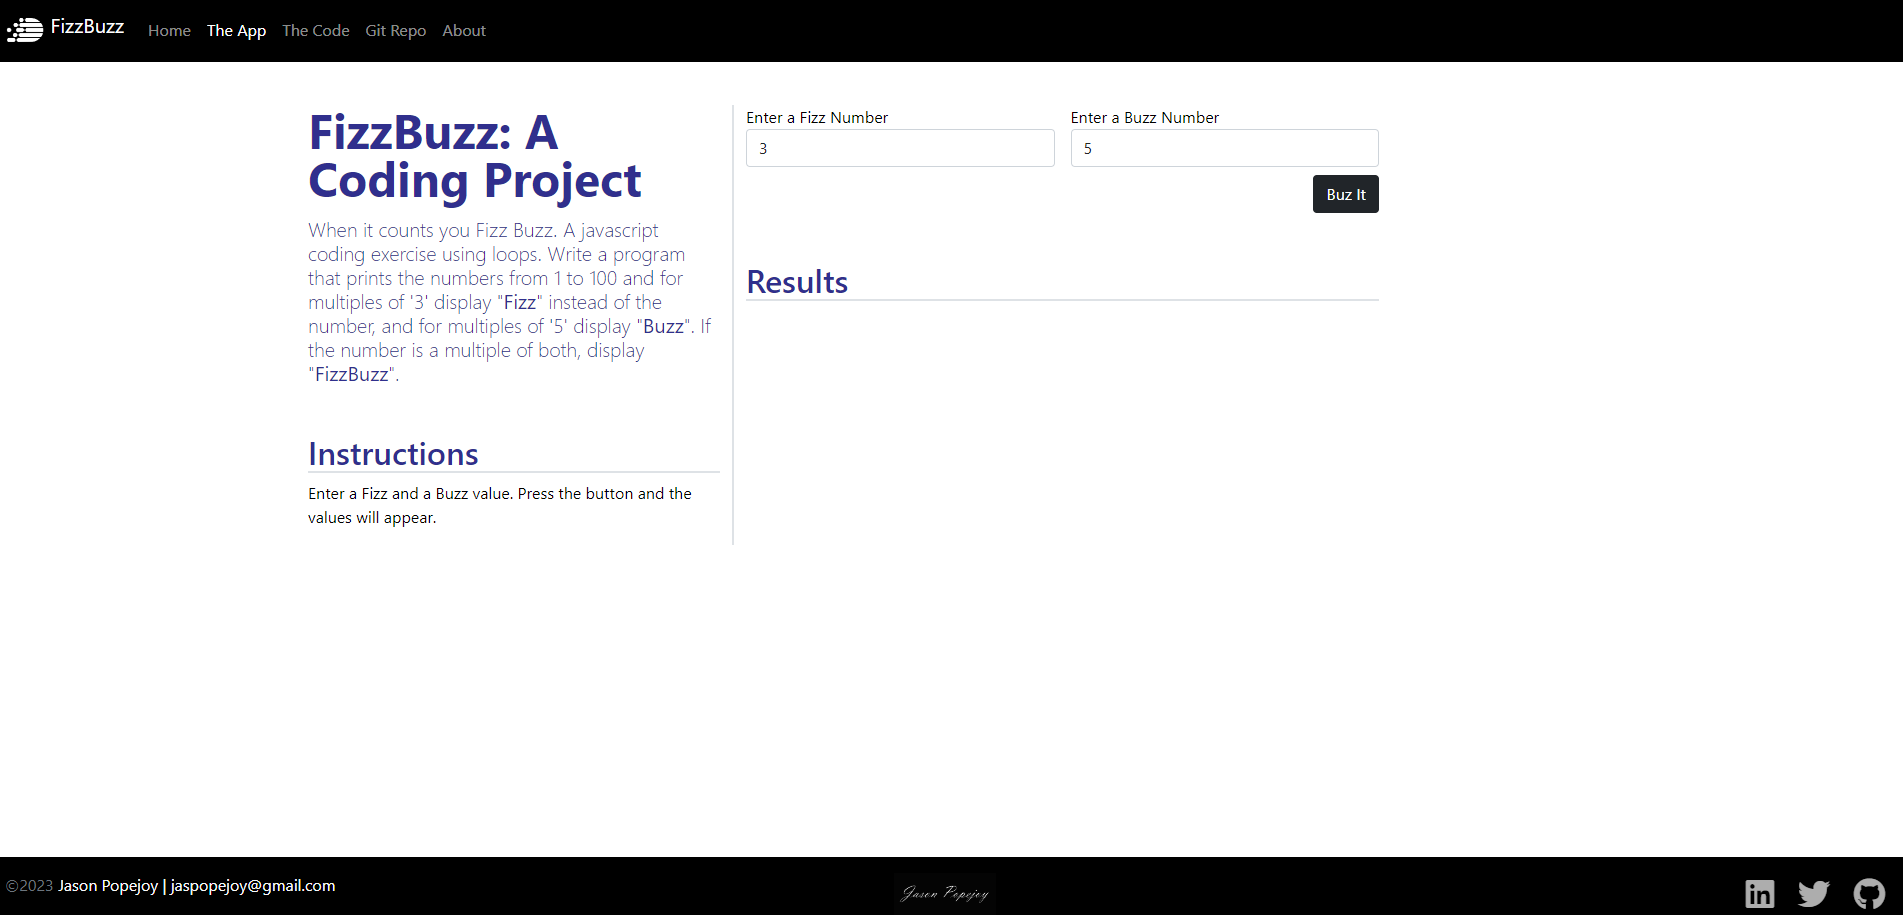 FizzBuzz Home The App The Code Git Repo About
FizzBuzz: A
Coding Project
When it counts you Fizz Buzz. A javascript
coding exercise using loops. Write a program
that prints the numbers from 1 to 100 and for
multiples of '3' display "Fizz" instead of the
number, and for multiples of '5' display "Buzz". If
the number is a multiple of both, display
"FizzBuzz".
Instructions
Enter a Fizz and a Buzz value. Press the button and the
values will appear.
Enter a Fizz Number
3
Enter a Buzz Number
5
Buz It
Results
©2023 Jason Popejoy | jaspopejoy@gmail.com
Jason Popejoy
in